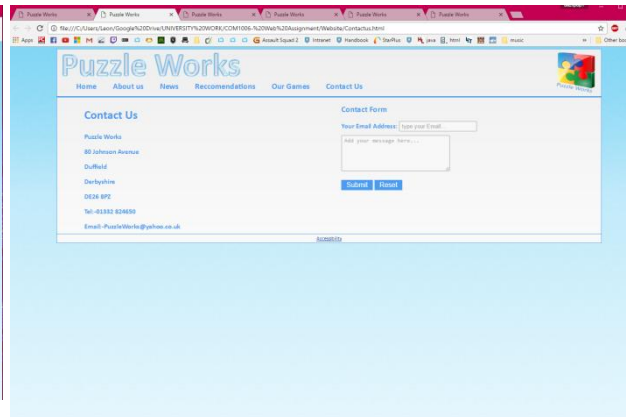 Puzzle Works Puzzle Works Puzzle Works Puzzle Works Puzzle Works Puzzle Works
file:///C:/Users/Leon/Google%20Drive/UNIVERSITY%20WORK/COM1006-%20Web%20Assignment/Website/Contactus.html
Apps Assault Squad 2 Intranet Handbook StarPlus java html music Other boo
Puzzle Works
Home About us News Reccomendations Our Games Contact Us
Puzzle Works
Contact Us
Puzzle Works
80 Johnson Avenue
Duffield
Derbyshire
DE26 8PZ
Tel:-01332 824650
Email:-PuzzleWorks@yahoo.co.uk
Contact Form
Your Email Address: type your Email
Add your message here...
Submit Reset
Accessibility